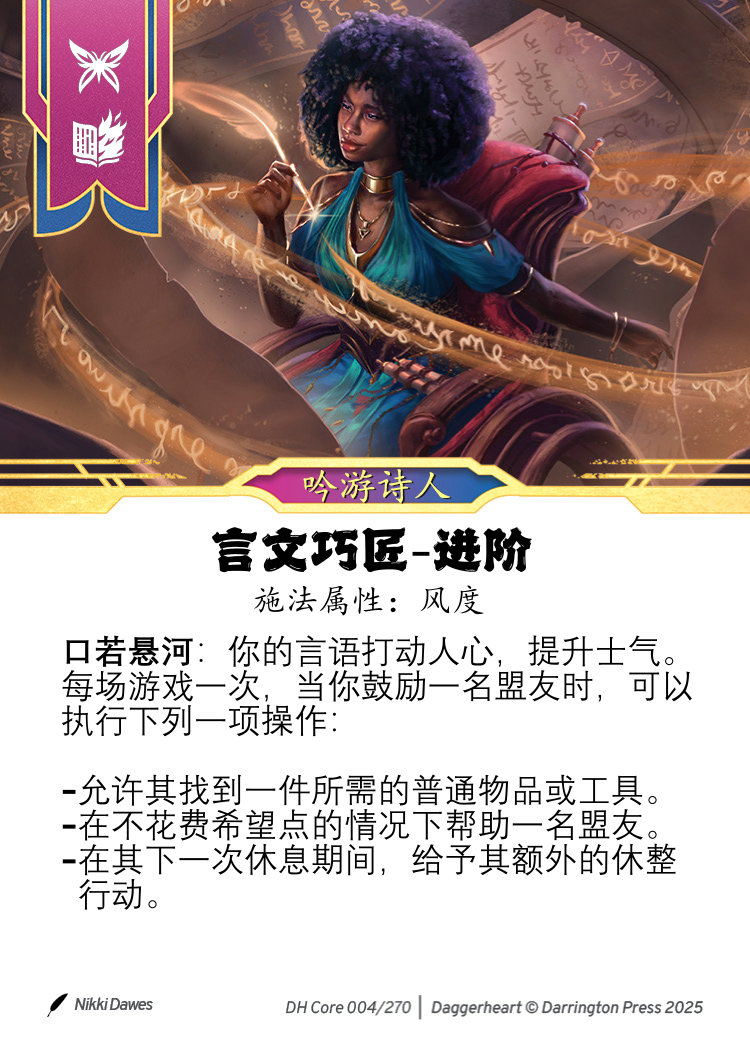 吟游诗人
言文巧匠-进阶
施法属性：风度
口若悬河：你的言语打动人心，提升士气。
每场游戏一次，当你鼓励一名盟友时，可以
执行下列一项操作：
-允许其找到一件所需的普通物品或工具。
-在不花费希望点的情况下帮助一名盟友。
-在其下一次休息期间，给予其额外的休整
行动。
Nikki Dawes
DH Core 004/270 | Daggerheart © Darrington Press 2025